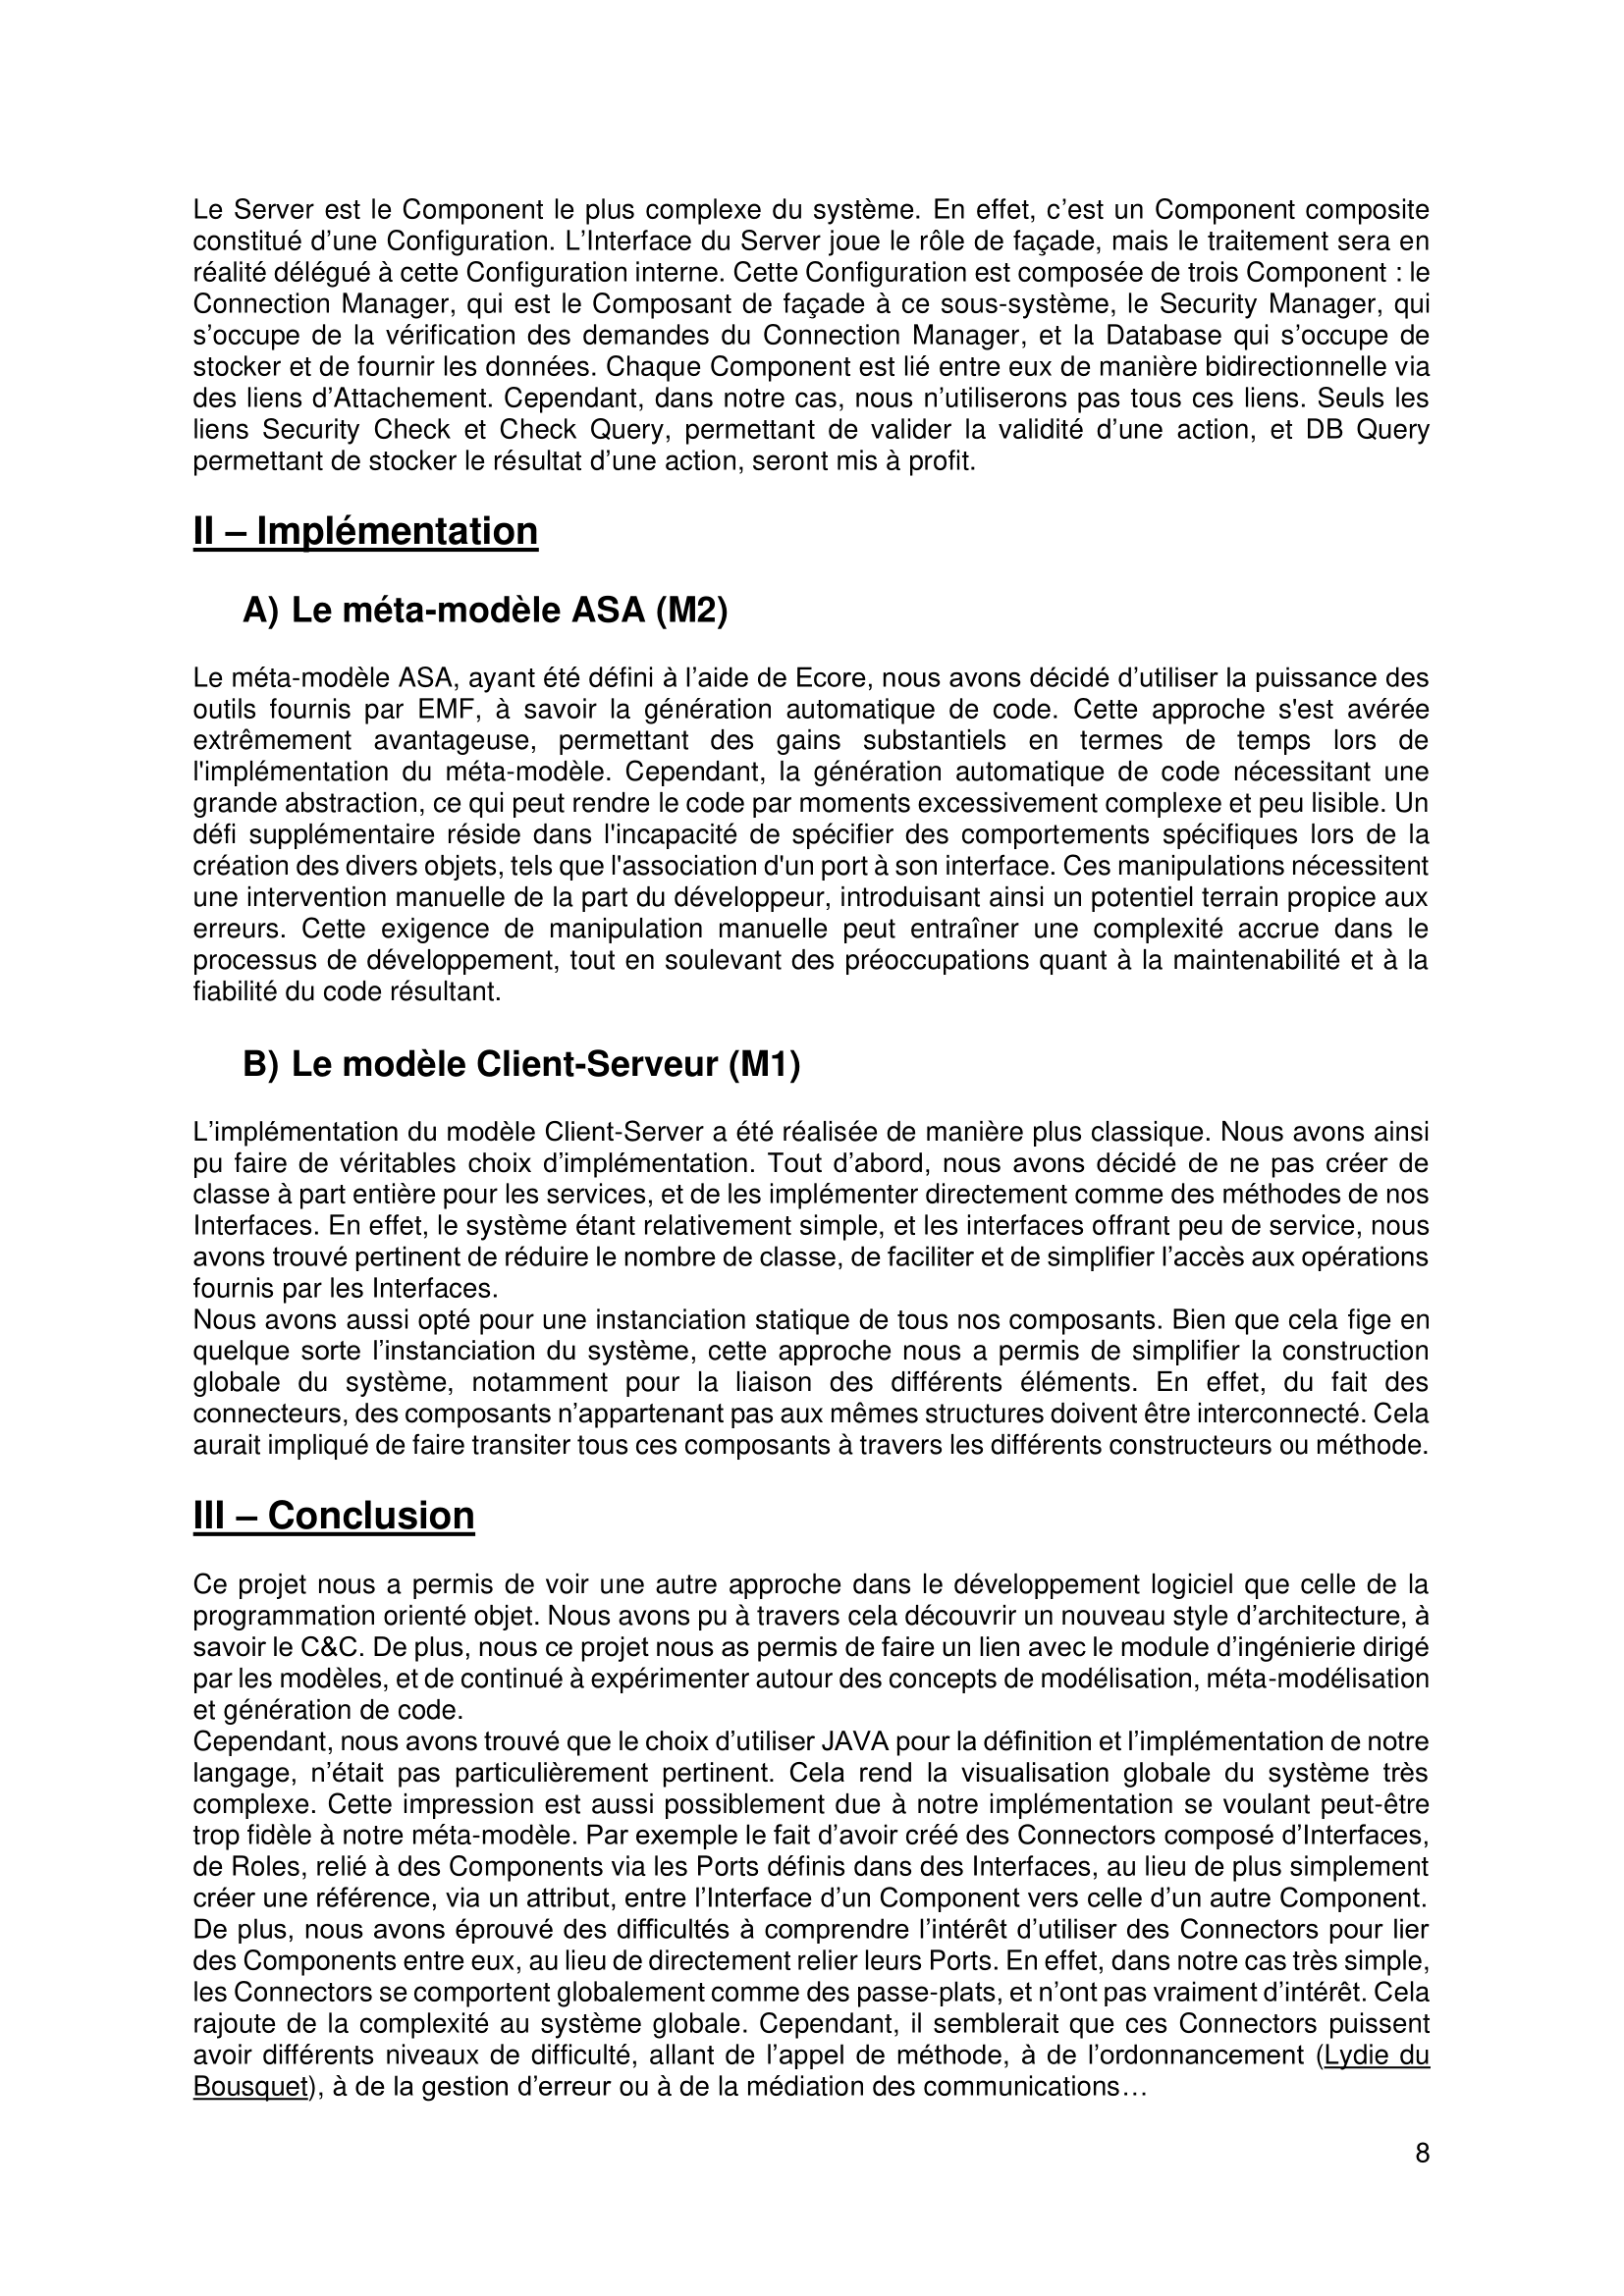 Le Server est le Component le plus complexe du système. En effet, c’est un Component composite
constitué d’une Configuration. L’Interface du Server joue le rôle de façade, mais le traitement sera en
réalité délégué à cette Configuration interne. Cette Configuration est composée de trois Component : le
Connection Manager, qui est le Composant de façade à ce sous-système, le Security Manager, qui
s’occupe de la vérification des demandes du Connection Manager, et la Database qui s’occupe de
stocker et de fournir les données. Chaque Component est lié entre eux de manière bidirectionnelle via
des liens d’Attachement. Cependant, dans notre cas, nous n’utiliserons pas tous ces liens. Seuls les
liens Security Check et Check Query, permettant de valider la validité d’une action, et DB Query
permettant de stocker le résultat d’une action, seront mis à profit.
II – Implémentation
A) Le méta-modèle ASA (M2)
Le méta-modèle ASA, ayant été défini à l’aide de Ecore, nous avons décidé d’utiliser la puissance des
outils fournis par EMF, à savoir la génération automatique de code. Cette approche s'est avérée
extrêmement avantageuse, permettant des gains substantiels en termes de temps lors de
l'implémentation du méta-modèle. Cependant, la génération automatique de code nécessitant une
grande abstraction, ce qui peut rendre le code par moments excessivement complexe et peu lisible. Un
défi supplémentaire réside dans l'incapacité de spécifier des comportements spécifiques lors de la
création des divers objets, tels que l'association d'un port à son interface. Ces manipulations nécessitent
une intervention manuelle de la part du développeur, introduisant ainsi un potentiel terrain propice aux
erreurs. Cette exigence de manipulation manuelle peut entraîner une complexité accrue dans le
processus de développement, tout en soulevant des préoccupations quant à la maintenabilité et à la
fiabilité du code résultant.
B) Le modèle Client-Serveur (M1)
L’implémentation du modèle Client-Server a été réalisée de manière plus classique. Nous avons ainsi
pu faire de véritables choix d’implémentation. Tout d’abord, nous avons décidé de ne pas créer de
classe à part entière pour les services, et de les implémenter directement comme des méthodes de nos
Interfaces. En effet, le système étant relativement simple, et les interfaces offrant peu de service, nous
avons trouvé pertinent de réduire le nombre de classe, de faciliter et de simplifier l’accès aux opérations
fournis par les Interfaces.
Nous avons aussi opté pour une instanciation statique de tous nos composants. Bien que cela fige en
quelque sorte l’instanciation du système, cette approche nous a permis de simplifier la construction
globale du système, notamment pour la liaison des différents éléments. En effet, du fait des
connecteurs, des composants n’appartenant pas aux mêmes structures doivent être interconnecté. Cela
aurait impliqué de faire transiter tous ces composants à travers les différents constructeurs ou méthode.
III – Conclusion
Ce projet nous a permis de voir une autre approche dans le développement logiciel que celle de la
programmation orienté objet. Nous avons pu à travers cela découvrir un nouveau style d’architecture, à
savoir le C&C. De plus, nous ce projet nous as permis de faire un lien avec le module d’ingénierie dirigé
par les modèles, et de continué à expérimenter autour des concepts de modélisation, méta-modélisation
et génération de code.
Cependant, nous avons trouvé que le choix d’utiliser JAVA pour la définition et l’implémentation de notre
langage, n’était pas particulièrement pertinent. Cela rend la visualisation globale du système très
complexe. Cette impression est aussi possiblement due à notre implémentation se voulant peut-être
trop fidèle à notre méta-modèle. Par exemple le fait d’avoir créé des Connectors composé d’Interfaces,
de Roles, relié à des Components via les Ports définis dans des Interfaces, au lieu de plus simplement
créer une référence, via un attribut, entre l’Interface d’un Component vers celle d’un autre Component.
De plus, nous avons éprouvé des difficultés à comprendre l’intérêt d’utiliser des Connectors pour lier
des Components entre eux, au lieu de directement relier leurs Ports. En effet, dans notre cas très simple,
les Connectors se comportent globalement comme des passe-plats, et n’ont pas vraiment d’intérêt. Cela
rajoute de la complexité au système globale. Cependant, il semblerait que ces Connectors puissent
avoir différents niveaux de difficulté, allant de l’appel de méthode, à de l’ordonnancement (Lydie du
Bousquet), à de la gestion d’erreur ou à de la médiation des communications…
8